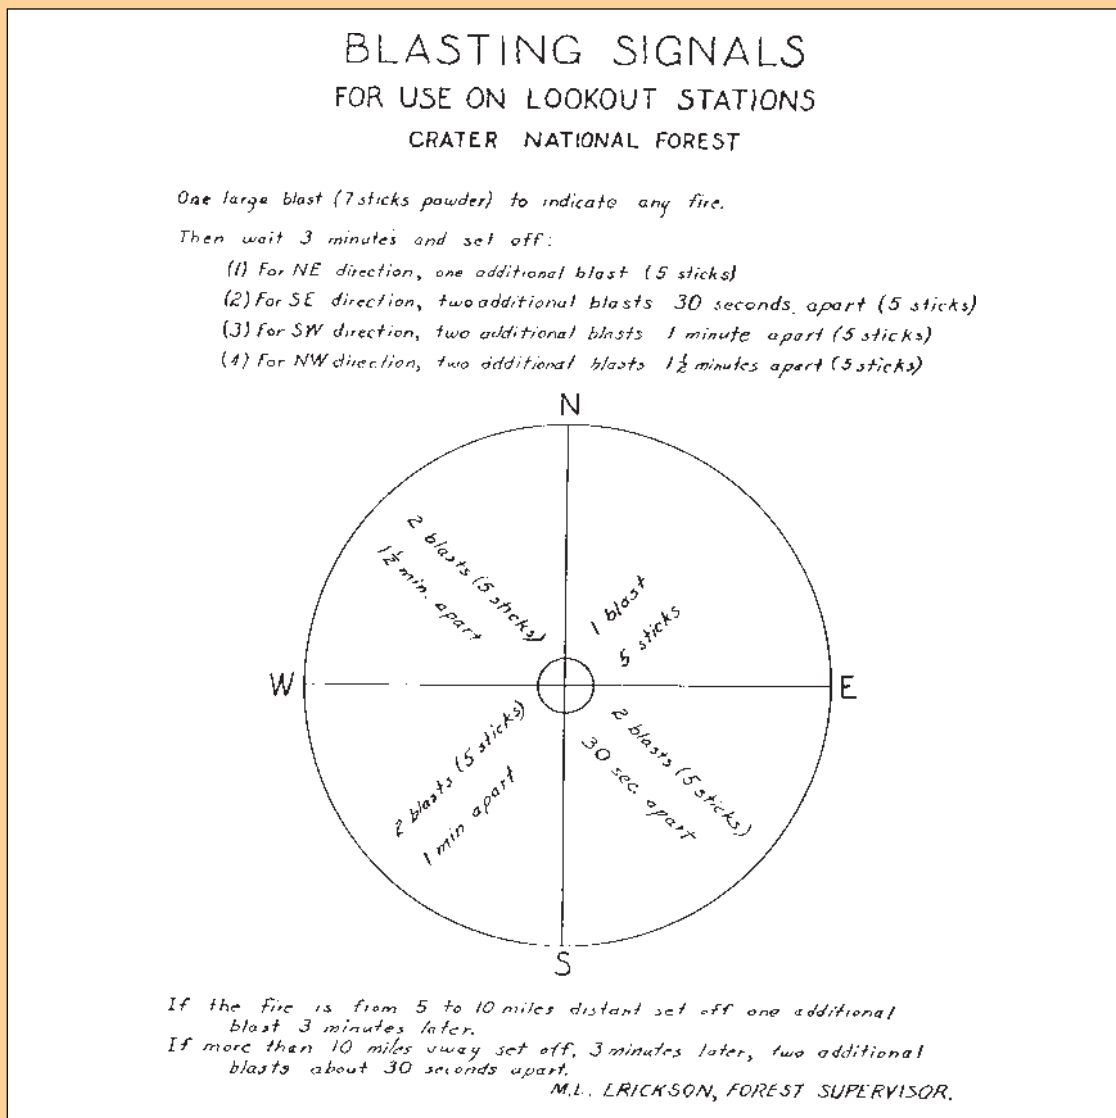 BLASTING SIGNALS
FOR USE ON LOOKOUT STATIONS
CRATER NATIONAL FOREST
One large blast (7 sticks powder) to indicate any fire.
Then wait 3 minutes and set off:
(1) For NE direction, one additional blast (5 sticks)
(2) For SE direction, two additional blasts 30 seconds apart (5 sticks)
(3) For SW direction, two additional blasts 1 minute apart (5 sticks)
(4) For NW direction, two additional blasts 1½ minutes apart (5 sticks)
N
2 blasts (5 sticks)
1½ min. apart
1 blast
5 sticks
W
E
2 blasts (5 sticks)
1 min apart
2 blasts (5 sticks)
30 sec. apart
S
If the fire is from 5 to 10 miles distant set off one additional
blast 3 minutes later.
If more than 10 miles away set off, 3 minutes later, two additional
blasts about 30 seconds apart.
M.L. ERICKSON, FOREST SUPERVISOR.